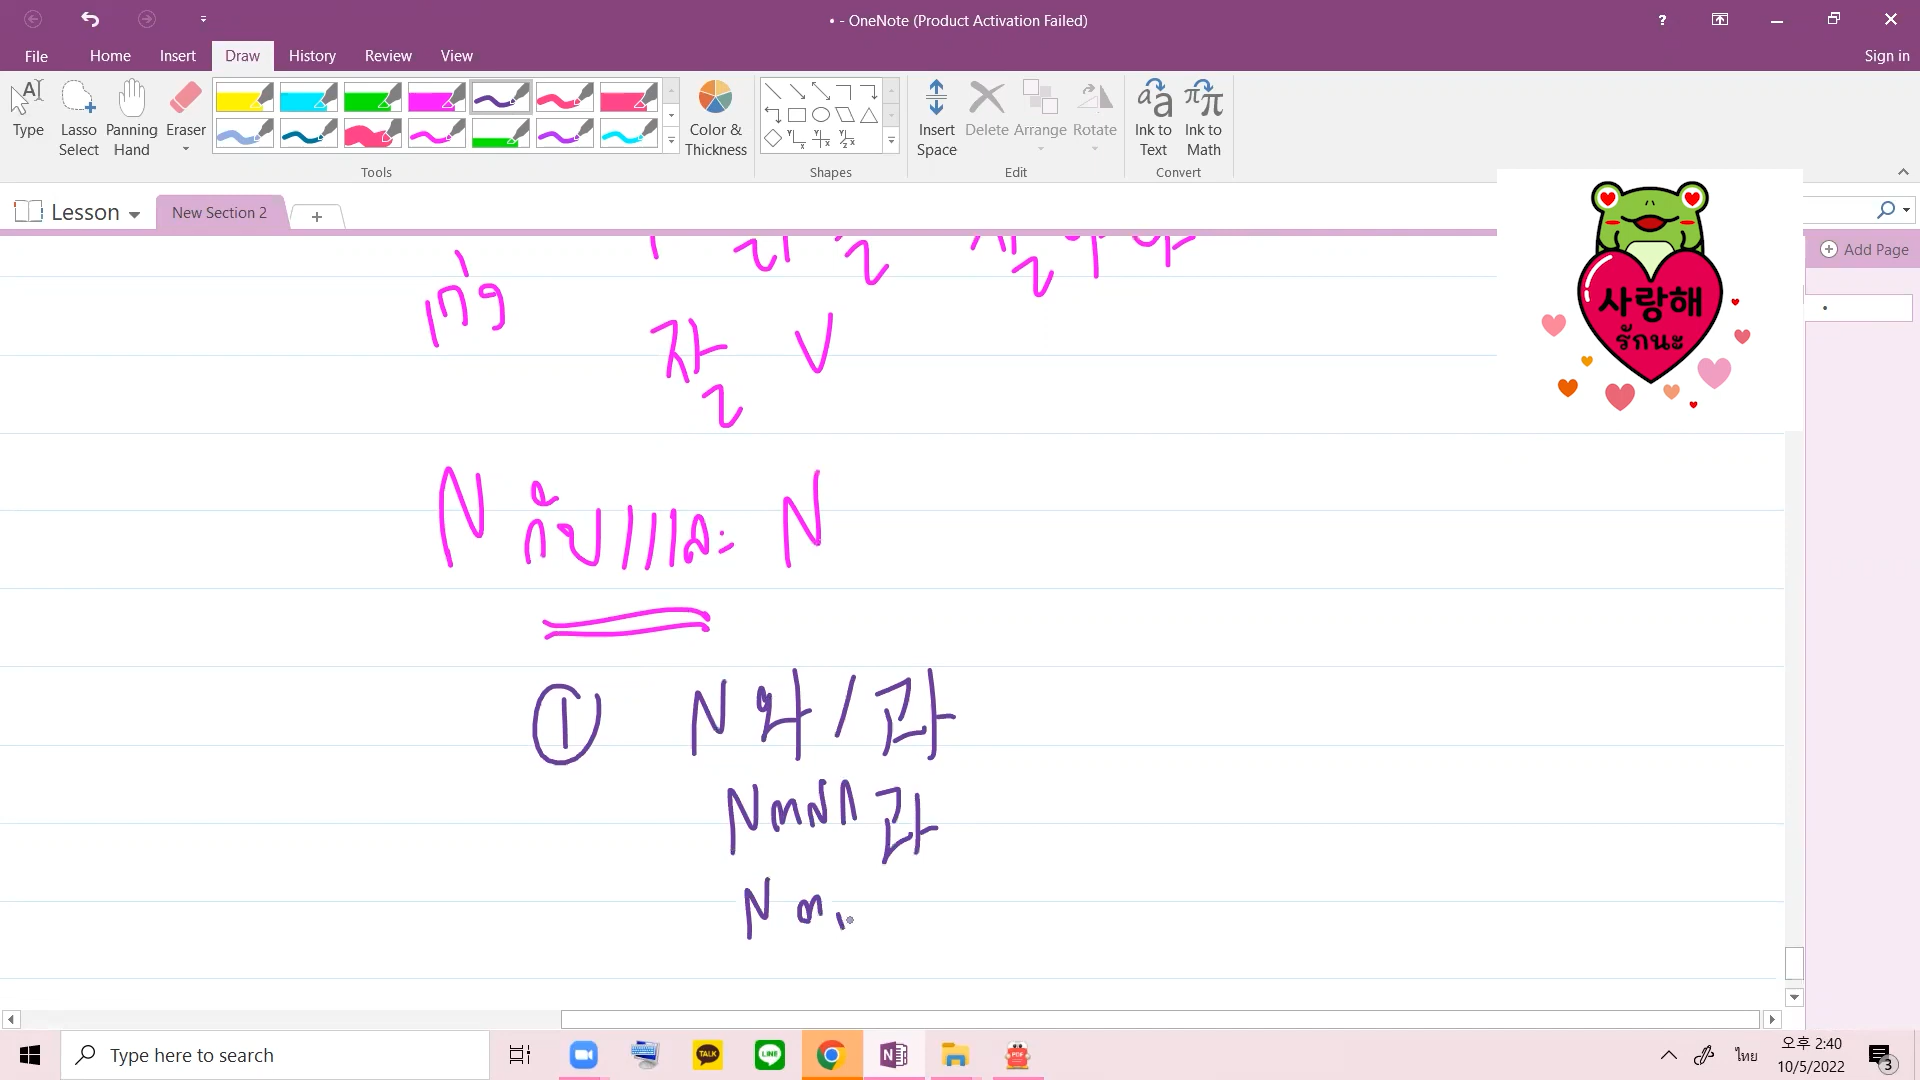 • - OneNote (Product Activation Failed)
File Home Insert Draw History Review View Sign in
Type
Lasso Select
Panning Hand
Eraser
Color & Thickness
Insert Space
Delete
Arrange
Rotate
Ink to Text
Ink to Math
Tools
Shapes
Edit
Convert
Lesson
New Section 2
Add Page
사랑해
รักนะ
เก่ง
잘 V
N กับ/และ N
① N와/과
N
과
N
Type here to search
TALK
LINE
PDF
ไทย
오후 2:40
10/5/2022
3